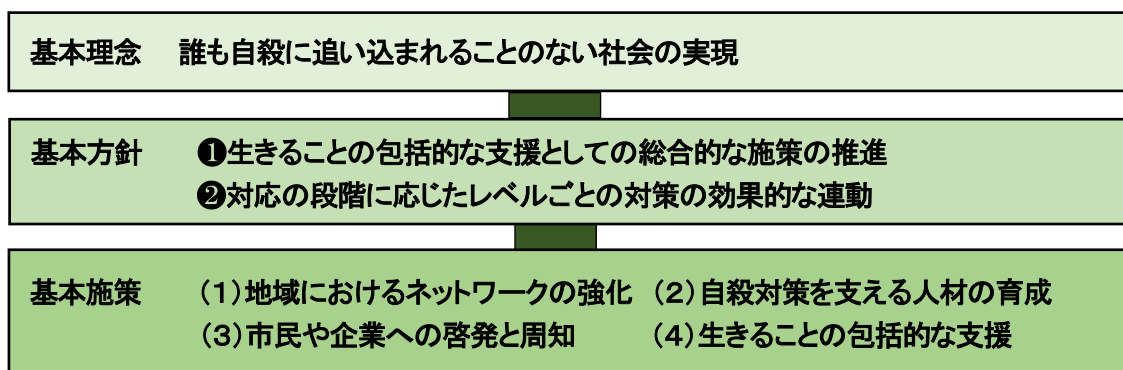 基本理念　誰も自殺に追い込まれることのない社会の実現
基本方針　❶生きることの包括的な支援としての総合的な施策の推進
❷対応の段階に応じたレベルごとの対策の効果的な連動
基本施策　（１）地域におけるネットワークの強化　（２）自殺対策を支える人材の育成
（３）市民や企業への啓発と周知　（４）生きることの包括的な支援